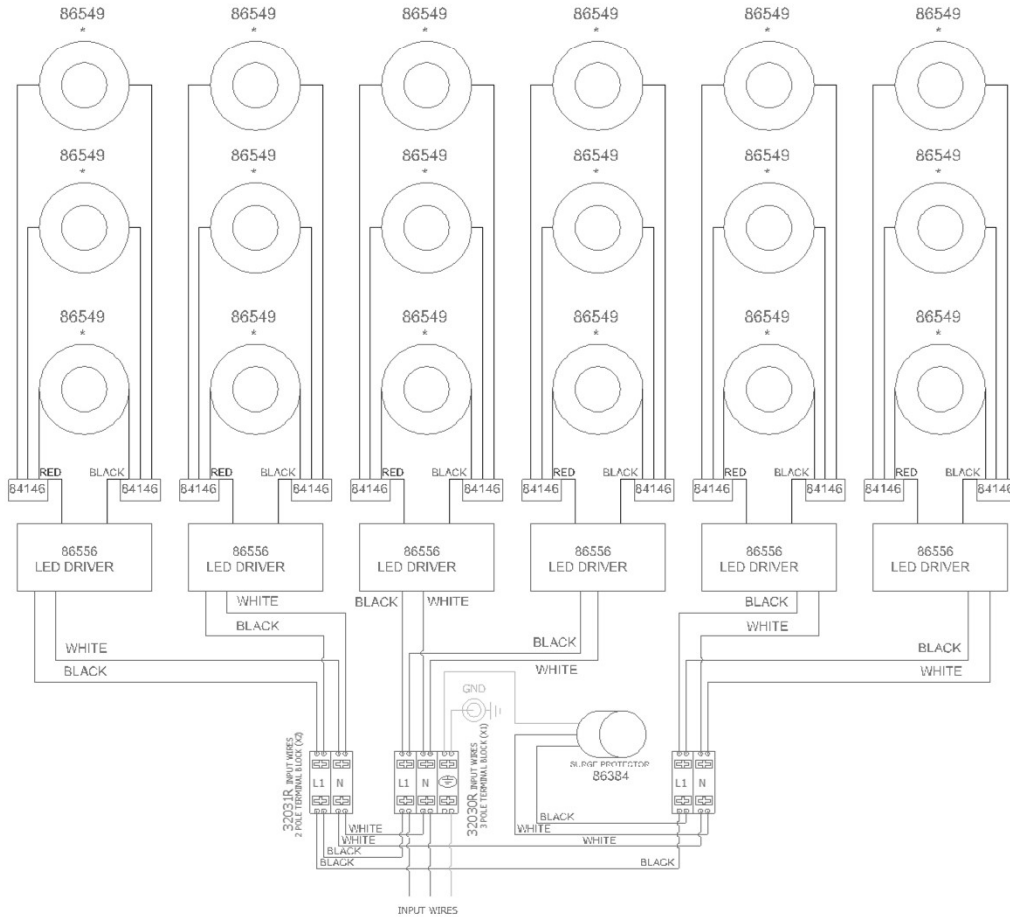 86549 86549 86549 86549 86549 86549
* * * * * *
86549 86549 86549 86549 86549 86549
* * * * * *
86549 86549 86549 86549 86549 86549
* * * * * *
RED BLACK RED BLACK RED BLACK RED BLACK RED BLACK RED BLACK
84146 84146 84146 84146 84146 84146 84146 84146 84146 84146 84146 84146
86556 86556 86556 86556 86556 86556
LED DRIVER LED DRIVER LED DRIVER LED DRIVER LED DRIVER LED DRIVER
WHITE BLACK WHITE BLACK
BLACK WHITE
WHITE BLACK BLACK
BLACK WHITE WHITE
GND
SURGE PROTECTOR
86384
32031R INPUT WIRES
2 POLE TERMINAL BLOCK (X2)
L1 N
L1 N
32030R INPUT WIRES
3 POLE TERMINAL BLOCK (X1)
L1 N
BLACK
WHITE WHITE
WHITE WHITE
BLACK
BLACK BLACK
INPUT WIRES